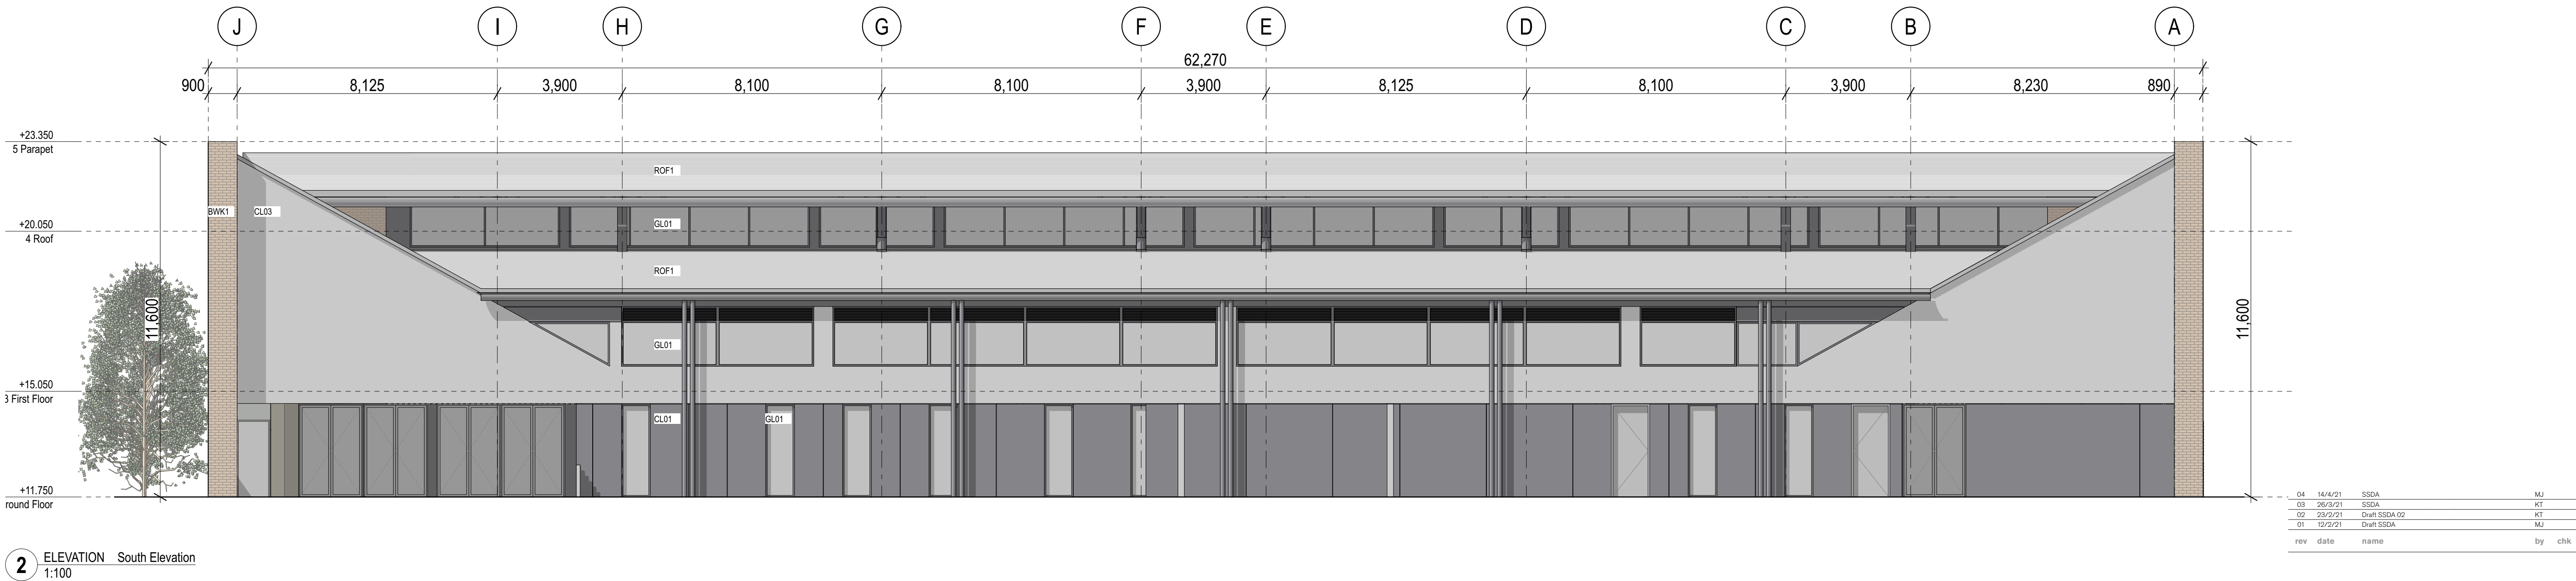 J I H G F E D C B A
62,270
900 8,125 3,900 8,100 8,100 3,900 8,125 8,100 3,900 8,230 890
+23.350
5 Parapet
ROF1
BWK1 CL03
GL01
+20.050
4 Roof
ROF1
11,600
11,600
GL01
+15.050
3 First Floor
CL01 GL01
+11.750
round Floor
04 14/4/21 SSDA MJ
03 26/3/21 SSDA KT
02 23/2/21 Draft SSDA 02 KT
01 12/2/21 Draft SSDA MJ
rev date name by chk
2 ELEVATION South Elevation
1:100